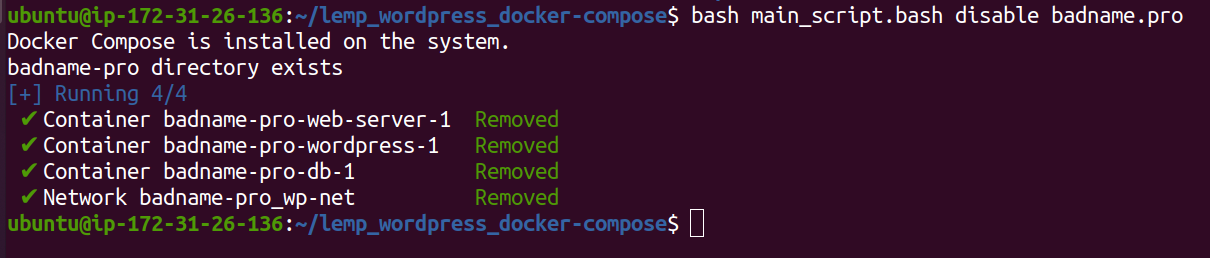 ubuntu@ip-172-31-26-136:~/lemp_wordpress_docker-compose$ bash main_script.bash disable badname.pro
Docker Compose is installed on the system.
badname-pro directory exists
[+] Running 4/4
✔ Container badname-pro-web-server-1 Removed
✔ Container badname-pro-wordpress-1 Removed
✔ Container badname-pro-db-1 Removed
✔ Network badname-pro_wp-net Removed
ubuntu@ip-172-31-26-136:~/lemp_wordpress_docker-compose$